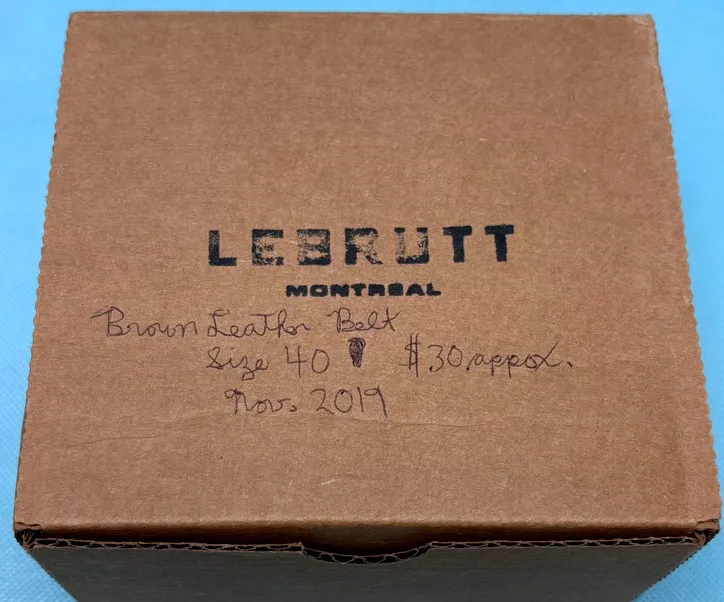 LEBRUTT
MONTREAL
Brown Leather Belt
Size 40 $30 appox.
Nov. 2019